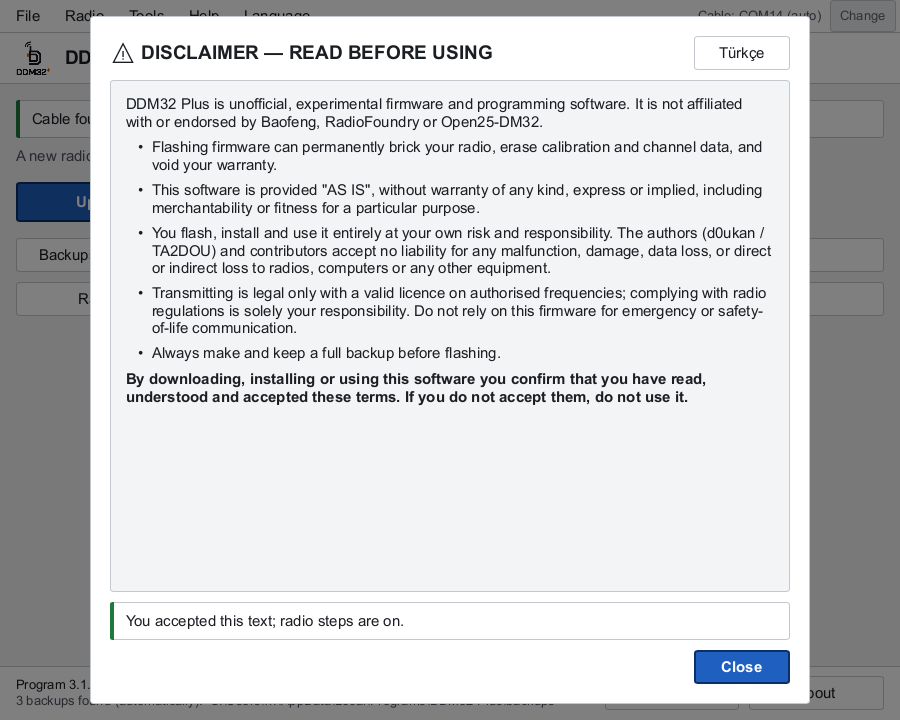 File Radio Tools Help Language Cable: COM14 (auto) Change
DISCLAIMER — READ BEFORE USING
Türkçe
DDM32
DDM32 Plus is unofficial, experimental firmware and programming software. It is not affiliated
with or endorsed by Baofeng, RadioFoundry or Open25-DM32.
• Flashing firmware can permanently brick your radio, erase calibration and channel data, and
void your warranty.
• This software is provided "AS IS", without warranty of any kind, express or implied, including
merchantability or fitness for a particular purpose.
• You flash, install and use it entirely at your own risk and responsibility. The authors (d0ukan /
TA2DOU) and contributors accept no liability for any malfunction, damage, data loss, or direct
or indirect loss to radios, computers or any other equipment.
• Transmitting is legal only with a valid licence on authorised frequencies; complying with radio
regulations is solely your responsibility. Do not rely on this firmware for emergency or safety-
of-life communication.
• Always make and keep a full backup before flashing.
By downloading, installing or using this software you confirm that you have read,
understood and accepted these terms. If you do not accept them, do not use it.
Cable
A new
Backup
You accepted this text; radio steps are on.
Close
Program 3.1.
3 backups